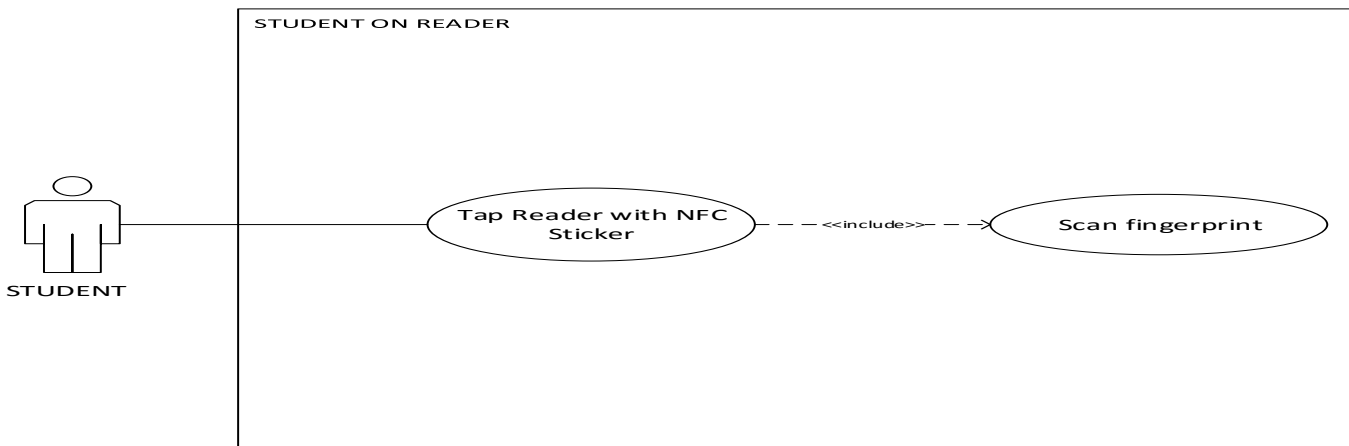 STUDENT ON READER
Tap Reader with NFC
Sticker
<<include>>
Scan fingerprint
STUDENT